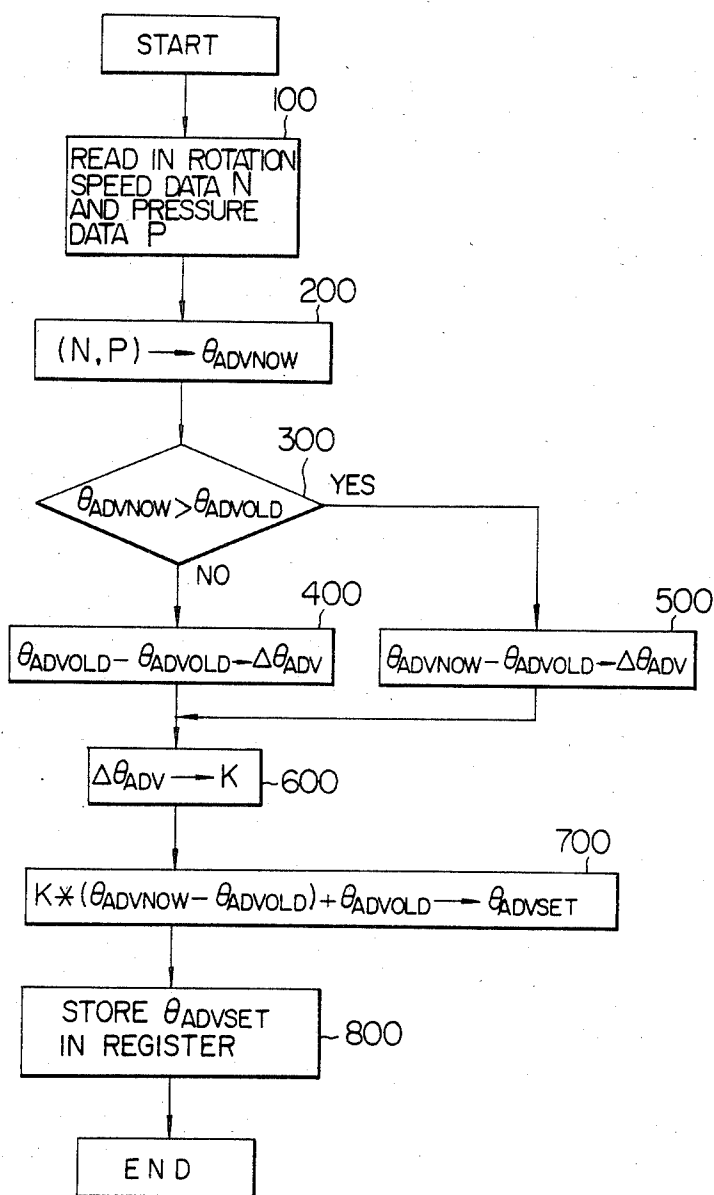 START
100
READ IN ROTATION
SPEED DATA N
AND PRESSURE
DATA P
200
(N,P) → θADVNOW
300
θADVNOW > θADVOLD
YES
NO
400
θADVOLD - θADVOLD → ΔθADV
500
θADVNOW - θADVOLD → ΔθADV
ΔθADV → K
600
700
K*(θADVNOW - θADVOLD) + θADVOLD → θADVSET
STORE θADVSET
IN REGISTER
800
END